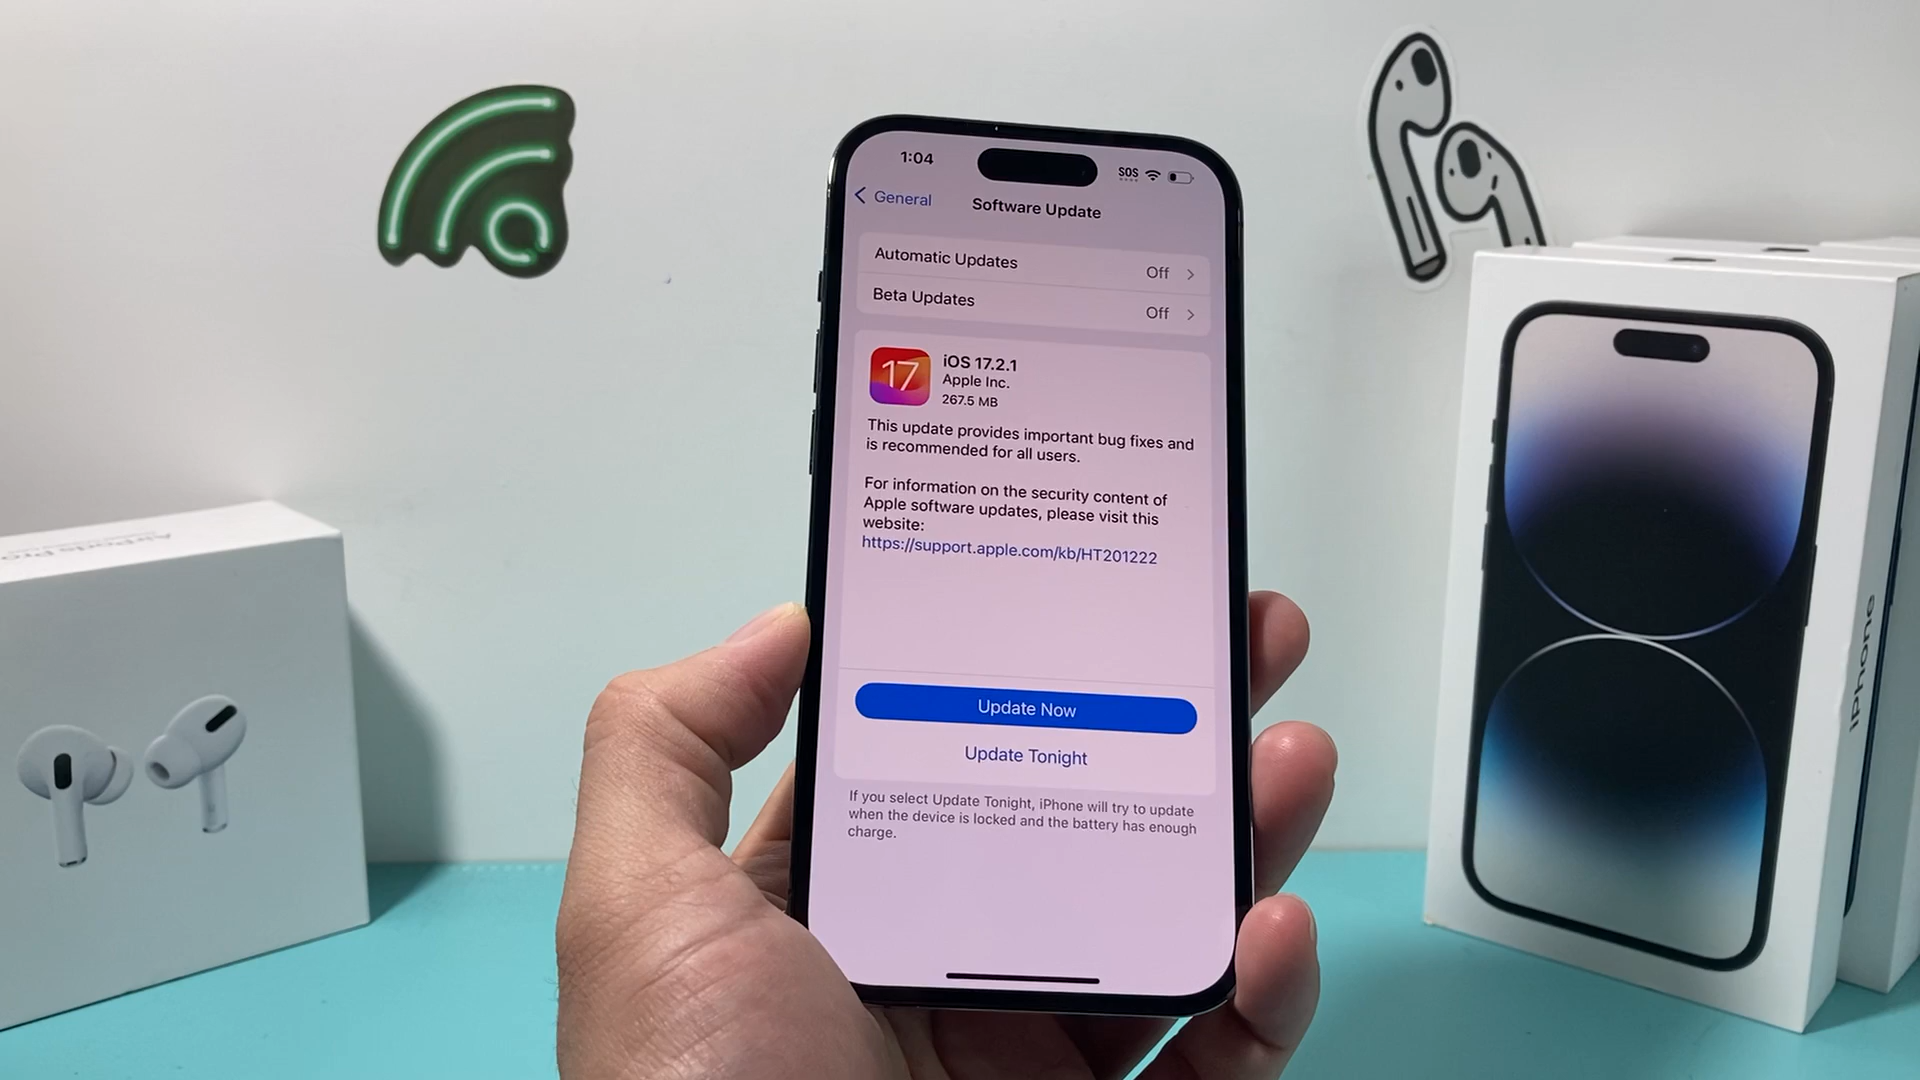 1:04
SOS
General
Software Update
Automatic Updates
Off
Beta Updates
Off
17
iOS 17.2.1
Apple Inc.
267.5 MB
This update provides important bug fixes and
is recommended for all users.
For information on the security content of
Apple software updates, please visit this
website:
https://support.apple.com/kb/HT201222
Update Now
Update Tonight
If you select Update Tonight, iPhone will try to update
when the device is locked and the battery has enough
charge.
AirPods Pro
iPhone